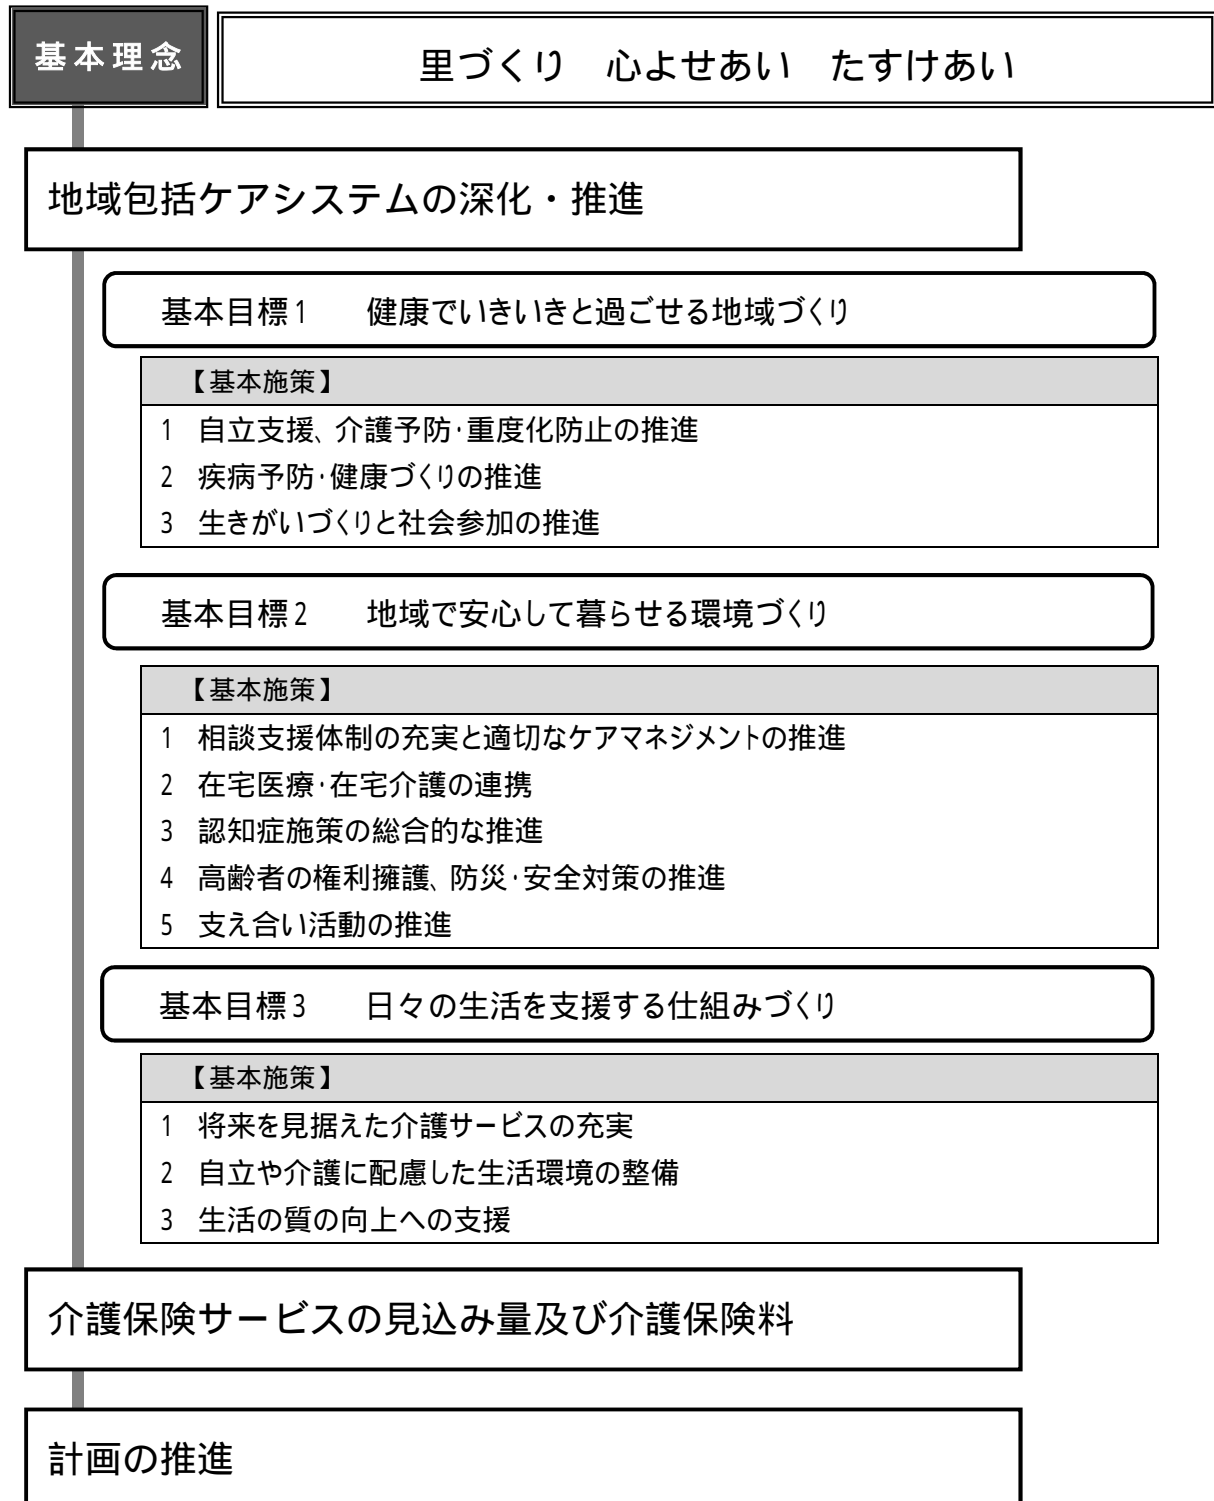 基本理念
里づくり　心よせあい　たすけあい
地域包括ケアシステムの深化・推進
基本目標1　健康でいきいきと過ごせる地域づくり
【基本施策】
1　自立支援、介護予防・重度化防止の推進
2　疾病予防・健康づくりの推進
3　生きがいづくりと社会参加の推進
基本目標2　地域で安心して暮らせる環境づくり
【基本施策】
1　相談支援体制の充実と適切なケアマネジメントの推進
2　在宅医療・在宅介護の連携
3　認知症施策の総合的な推進
4　高齢者の権利擁護、防災・安全対策の推進
5　支え合い活動の推進
基本目標3　日々の生活を支援する仕組みづくり
【基本施策】
1　将来を見据えた介護サービスの充実
2　自立や介護に配慮した生活環境の整備
3　生活の質の向上への支援
介護保険サービスの見込み量及び介護保険料
計画の推進